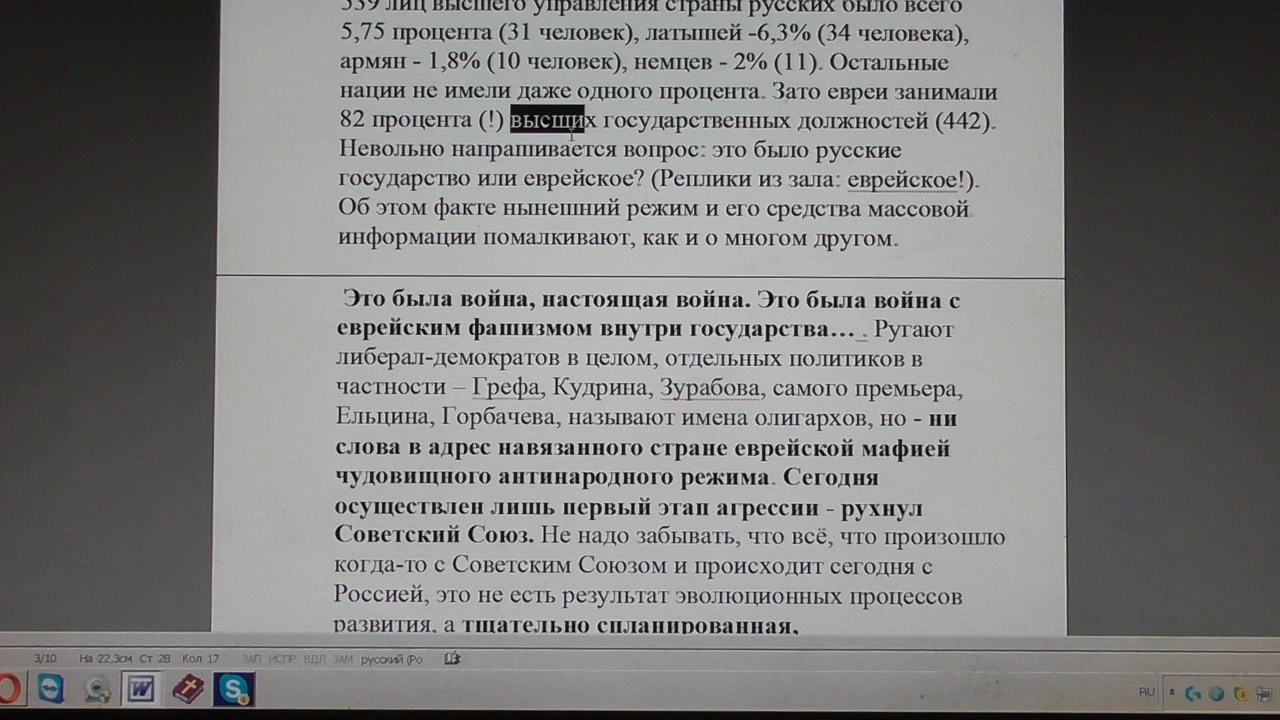 539 лиц высшего управления страны русских было всего
5,75 процента (31 человек), латышей -6,3% (34 человека),
армян - 1,8% (10 человек), немцев - 2% (11). Остальные
нации не имели даже одного процента. Зато евреи занимали
82 процента (!) высщих государственных должностей (442).
Невольно напрашивается вопрос: это было русские
государство или еврейское? (Реплики из зала: еврейское!).
Об этом факте нынешний режим и его средства массовой
информации помалкивают, как и о многом другом.
Это была война, настоящая война. Это была война с
еврейским фашизмом внутри государства… . Ругают
либерал-демократов в целом, отдельных политиков в
частности – Грефа, Кудрина, Зурабова, самого премьера,
Ельцина, Горбачева, называют имена олигархов, но - ни
слова в адрес навязанного стране еврейской мафией
чудовищного антинародного режима. Сегодня
осуществлен лишь первый этап агрессии - рухнул
Советский Союз. Не надо забывать, что всё, что произошло
когда-то с Советским Союзом и происходит сегодня с
Россией, это не есть результат эволюционных процессов
развития, а тщательно спланированная,
3/10 На 22,3см Ст 28 Кол 17 ЗАП ИСПР ВДЛ ЗАМ русский (Ро
RU